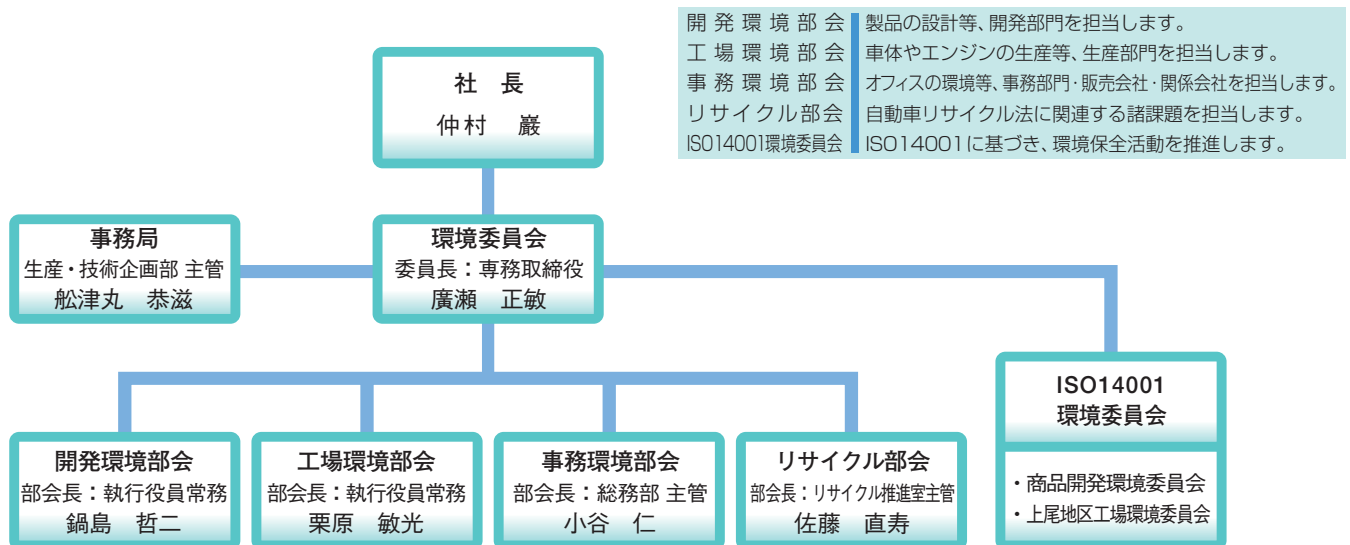 開発環境部会 製品の設計等、開発部門を担当します。
工場環境部会 車体やエンジンの生産等、生産部門を担当します。
事務環境部会 オフィスの環境等、事務部門・販売会社・関係会社を担当します。
リサイクル部会 自動車リサイクル法に関連する諸課題を担当します。
ISO14001環境委員会 ISO14001に基づき、環境保全活動を推進します。
社 長
仲村 巖
事務局
生産・技術企画部 主管
舩津丸 恭滋
環境委員会
委員長：専務取締役
廣瀬 正敏
ISO14001
環境委員会
・商品開発環境委員会
・上尾地区工場環境委員会
開発環境部会
部会長：執行役員常務
鍋島 哲二
工場環境部会
部会長：執行役員常務
栗原 敏光
事務環境部会
部会長：総務部 主管
小谷 仁
リサイクル部会
部会長：リサイクル推進室主管
佐藤 直寿